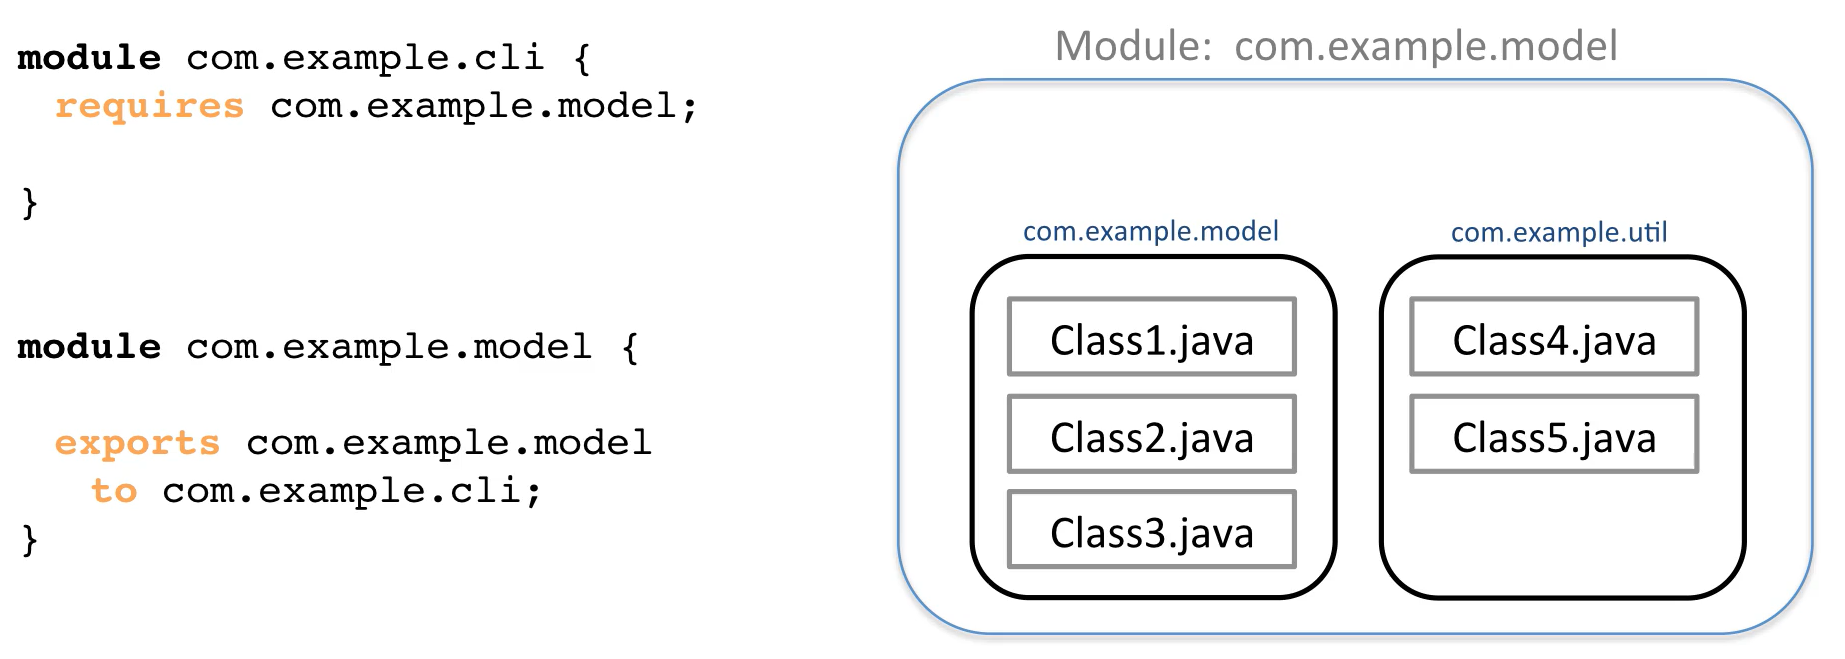 module com.example.cli {
requires com.example.model;
}
module com.example.model {
exports com.example.model
to com.example.cli;
}
Module: com.example.model
com.example.model
Class1.java
Class2.java
Class3.java
com.example.util
Class4.java
Class5.java